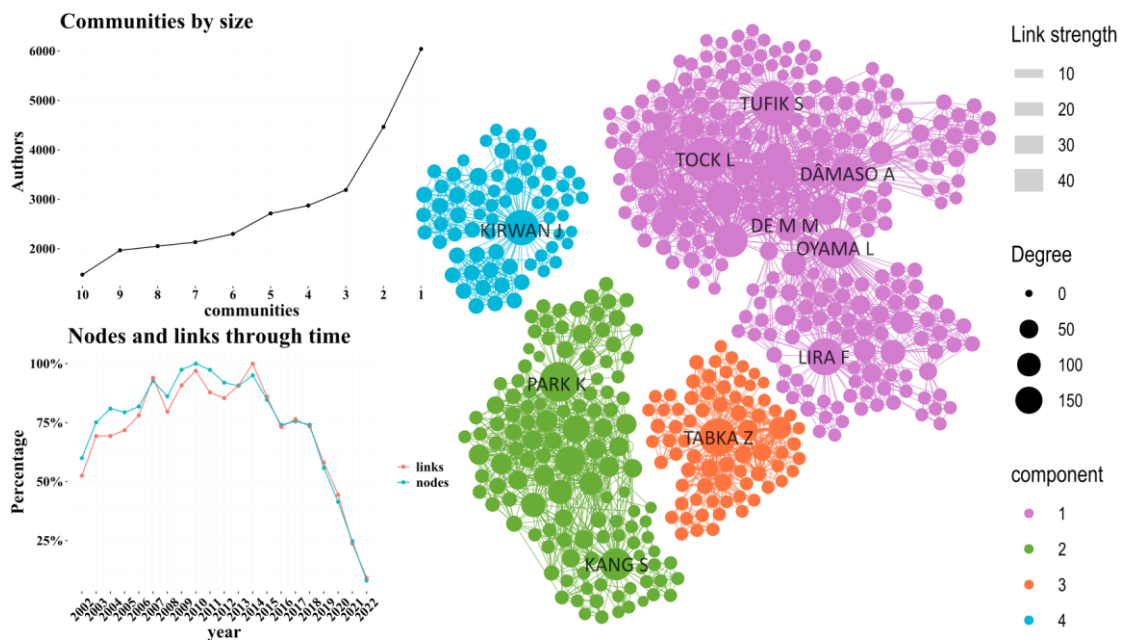 Communities by size
Authors
6000
5000
4000
3000
2000
10 9 8 7 6 5 4 3 2 1
communities
Nodes and links through time
Percentage
100%
75%
50%
25%
2002 2003 2004 2005 2006 2007 2008 2009 2010 2011 2012 2013 2014 2015 2016 2017 2018 2019 2020 2021 2022
year
links
nodes
TUFIK S
TOCK L
DÂMASO A
DE M M
OYAMA L
LIRA F
KIRWAN J
PARK K
TABKA Z
KANG S
Link strength
10
20
30
40
Degree
0
50
100
150
component
1
2
3
4